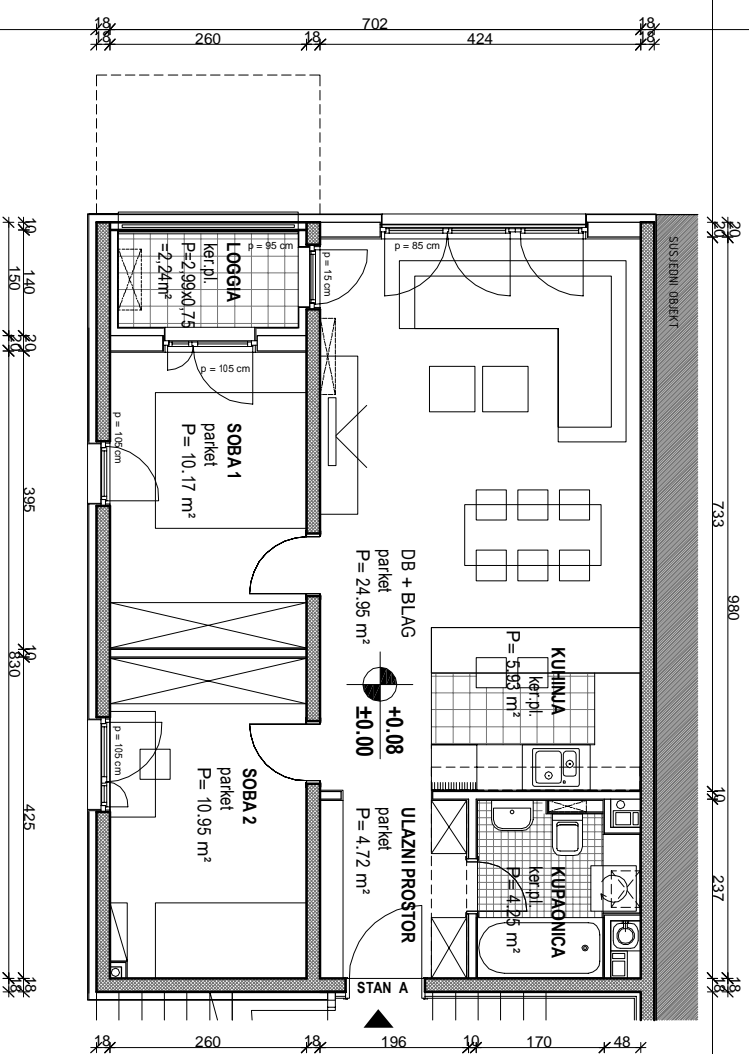 702
18 260 18 424 18
18 18 18
SUSJEDNI OBJEKT
LOGGIA
ker.pl.
P=2,99x0,75
=2,24m²
p = 95 cm
p = 15 cm
p = 85 cm
p = 105 cm
SOBA 1
parket
P= 10.17 m²
p = 105 cm
DB + BLAG
parket
P= 24.95 m²
KUHINJA
ker.pl.
P= 5.93 m²
+0.08
±0.00
SOBA 2
parket
P= 10.95 m²
p = 105 cm
ULAZNI PROSTOR
parket
P= 4.72 m²
KUPAONICA
ker.pl.
P= 4.25 m²
STAN A
10 140 20 395 10 425 18
150 20 830 18
20 733 10 237 18
20 980 18
18 260 18 196 10 170 48